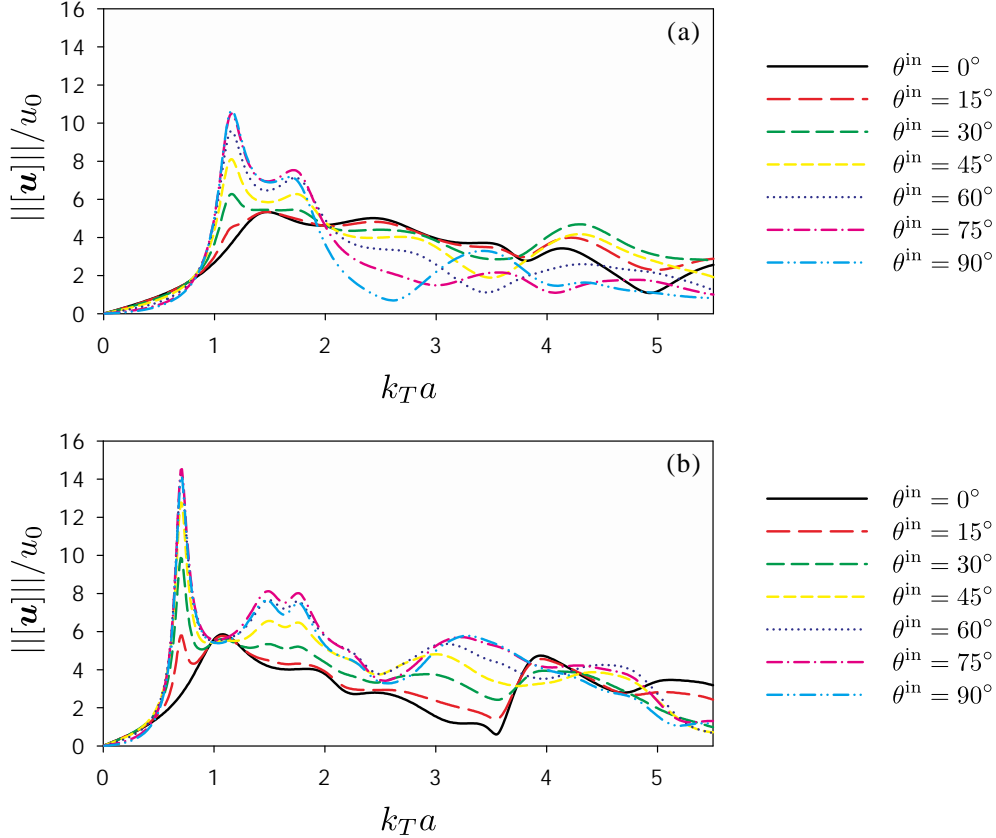 (a)
||[u]||/u₀
16
14
12
10
8
6
4
2
0
0 1 2 3 4 5
k_T a
θⁱⁿ = 0°
θⁱⁿ = 15°
θⁱⁿ = 30°
θⁱⁿ = 45°
θⁱⁿ = 60°
θⁱⁿ = 75°
θⁱⁿ = 90°
(b)
||[u]||/u₀
16
14
12
10
8
6
4
2
0
0 1 2 3 4 5
k_T a
θⁱⁿ = 0°
θⁱⁿ = 15°
θⁱⁿ = 30°
θⁱⁿ = 45°
θⁱⁿ = 60°
θⁱⁿ = 75°
θⁱⁿ = 90°